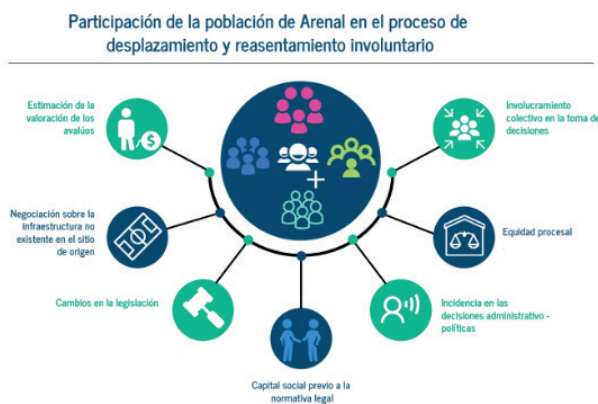 Participación de la población de Arenal en el proceso de
desplazamiento y reasentamiento involuntario
Estimación de la
valoración de los
avalúos
Involucramiento
colectivo en la toma de
decisiones
Negociación sobre la
infraestructura no
existente en el sitio
de origen
Equidad procesal
Cambios en la legislación
Incidencia en las
decisiones administrativo -
políticas
Capital social previo a la
normativa legal